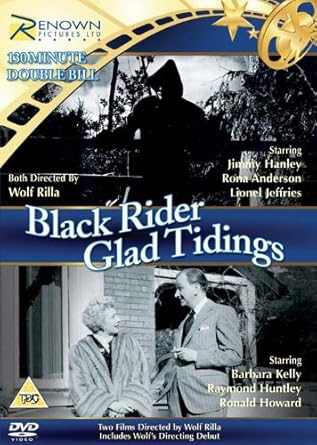 RENOWN
PICTURES LTD
130 MINUTE
DOUBLE BILL
Starring
Jimmy Hanley
Rona Anderson
Lionel Jeffries
Both Directed By
Wolf Rilla
Black Rider
Glad Tidings
Starring
Barbara Kelly
Raymond Huntley
Ronald Howard
PG
DVD
VIDEO
Two Films Directed by Wolf Rilla
Includes Wolf's Directing Debut